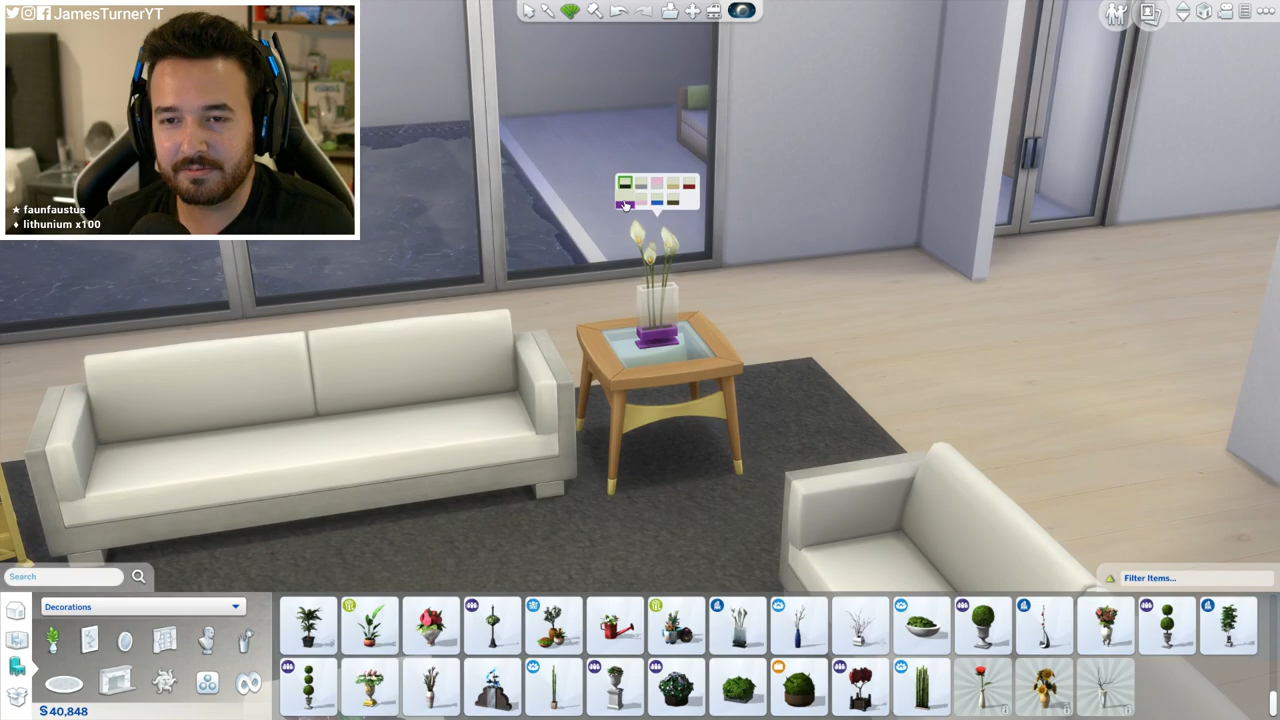 JamesTurnerYT
★ faunfaustus
♦ lithunium x100
Search
Filter Items...
Decorations
§40,848